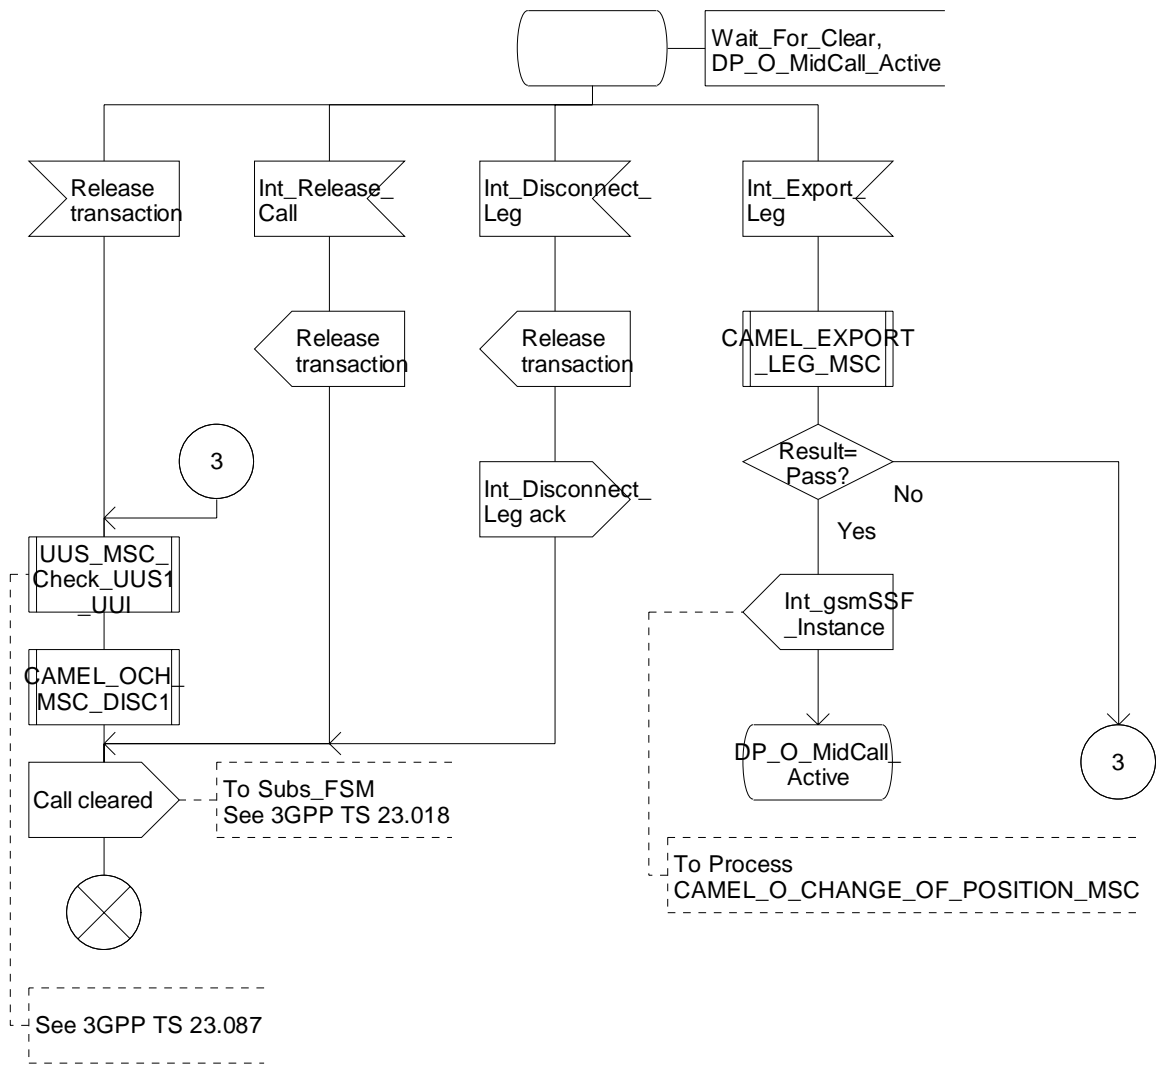 Wait_For_Clear,
DP_O_MidCall_Active
Release
transaction
Int_Release_
Call
Int_Disconnect_
Leg
Int_Export_
Leg
Release
transaction
Release
transaction
CAMEL_EXPORT
_LEG_MSC
3
Int_Disconnect_
Leg ack
Result=
Pass?
No
Yes
UUS_MSC_
Check_UUS1
_UUI
Int_gsmSSF
_Instance
CAMEL_OCH_
MSC_DISC1
DP_O_MidCall_
Active
3
Call cleared
To Subs_FSM
See 3GPP TS 23.018
To Process
CAMEL_O_CHANGE_OF_POSITION_MSC
See 3GPP TS 23.087